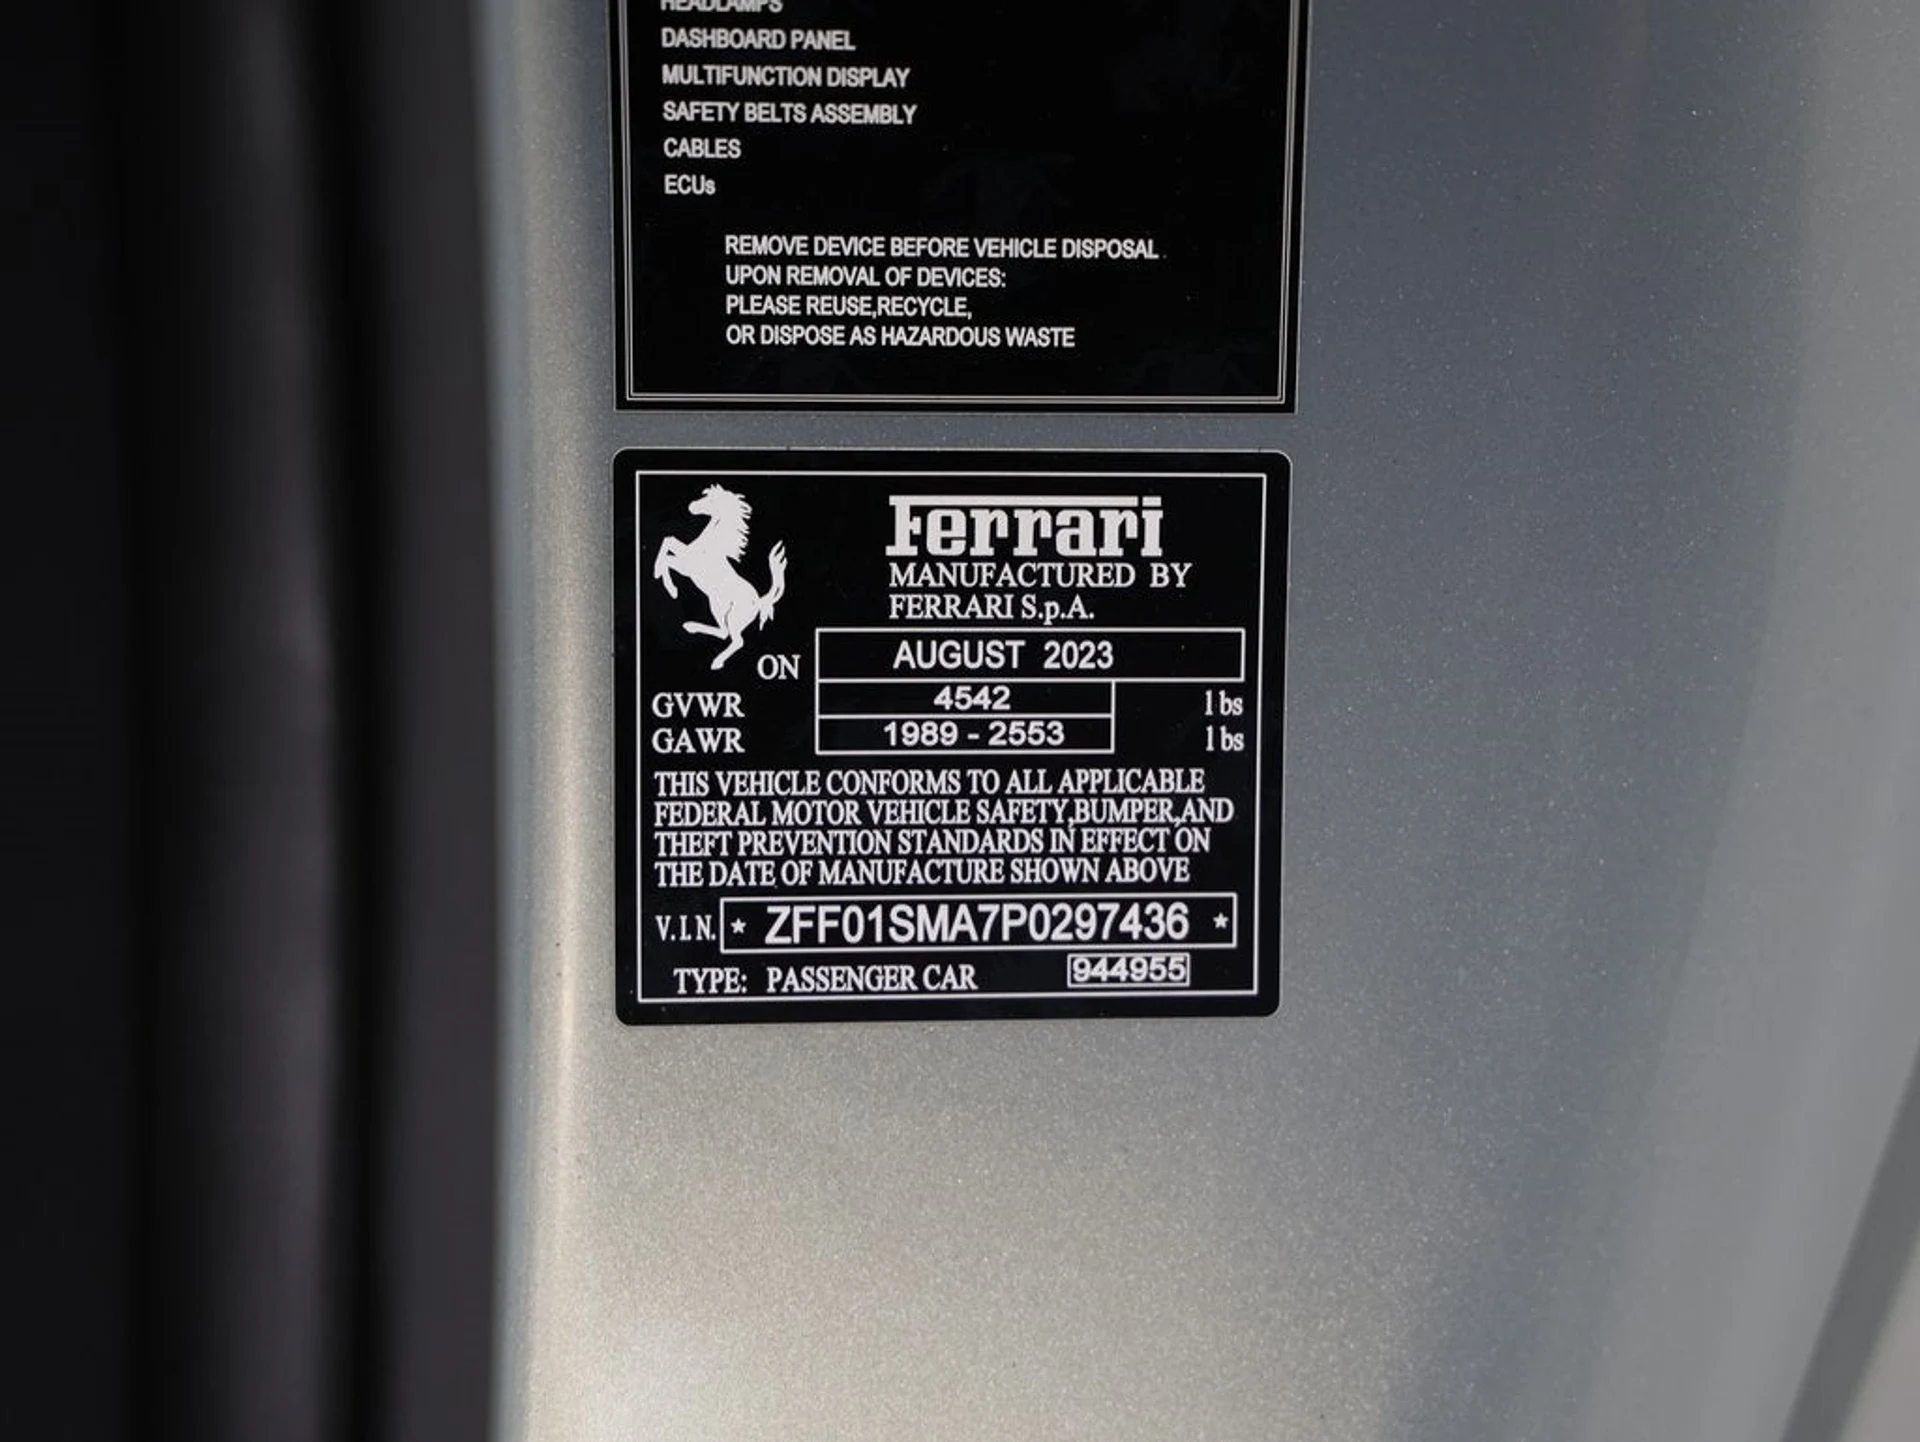 HEADLAMPS
DASHBOARD PANEL
MULTIFUNCTION DISPLAY
SAFETY BELTS ASSEMBLY
CABLES
ECUs
REMOVE DEVICE BEFORE VEHICLE DISPOSAL.
UPON REMOVAL OF DEVICES:
PLEASE REUSE,RECYCLE,
OR DISPOSE AS HAZARDOUS WASTE
Ferrari
MANUFACTURED BY
FERRARI S.p.A.
ON AUGUST 2023
GVWR 4542 lbs
GAWR 1989 - 2553 lbs
THIS VEHICLE CONFORMS TO ALL APPLICABLE
FEDERAL MOTOR VEHICLE SAFETY,BUMPER,AND
THEFT PREVENTION STANDARDS IN EFFECT ON
THE DATE OF MANUFACTURE SHOWN ABOVE
V.I.N. * ZFF01SMA7P0297436 *
TYPE: PASSENGER CAR 944955